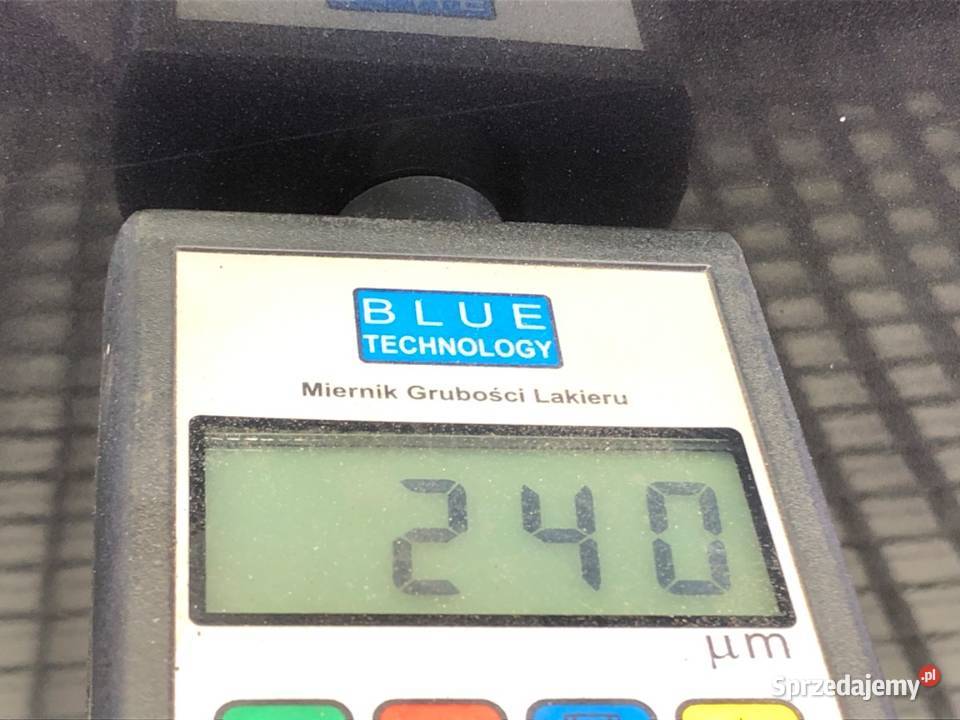 BLUE
TECHNOLOGY
Miernik Grubości Lakieru
240
µm
Sprzedajemy.pl